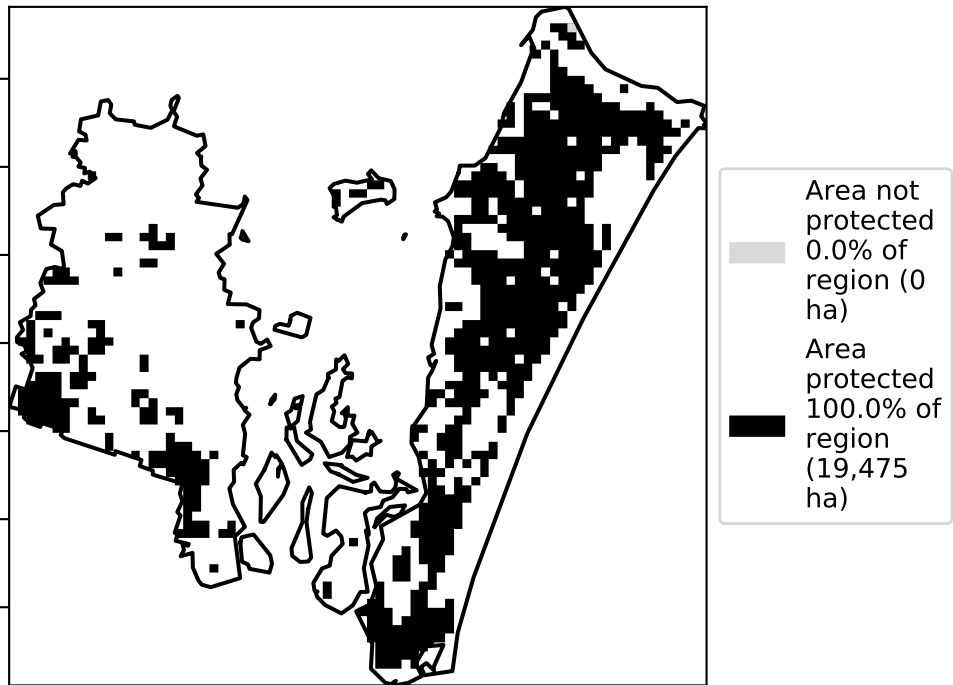 Area not
protected
0.0% of
region (0
ha)
Area
protected
100.0% of
region
(19,475
ha)